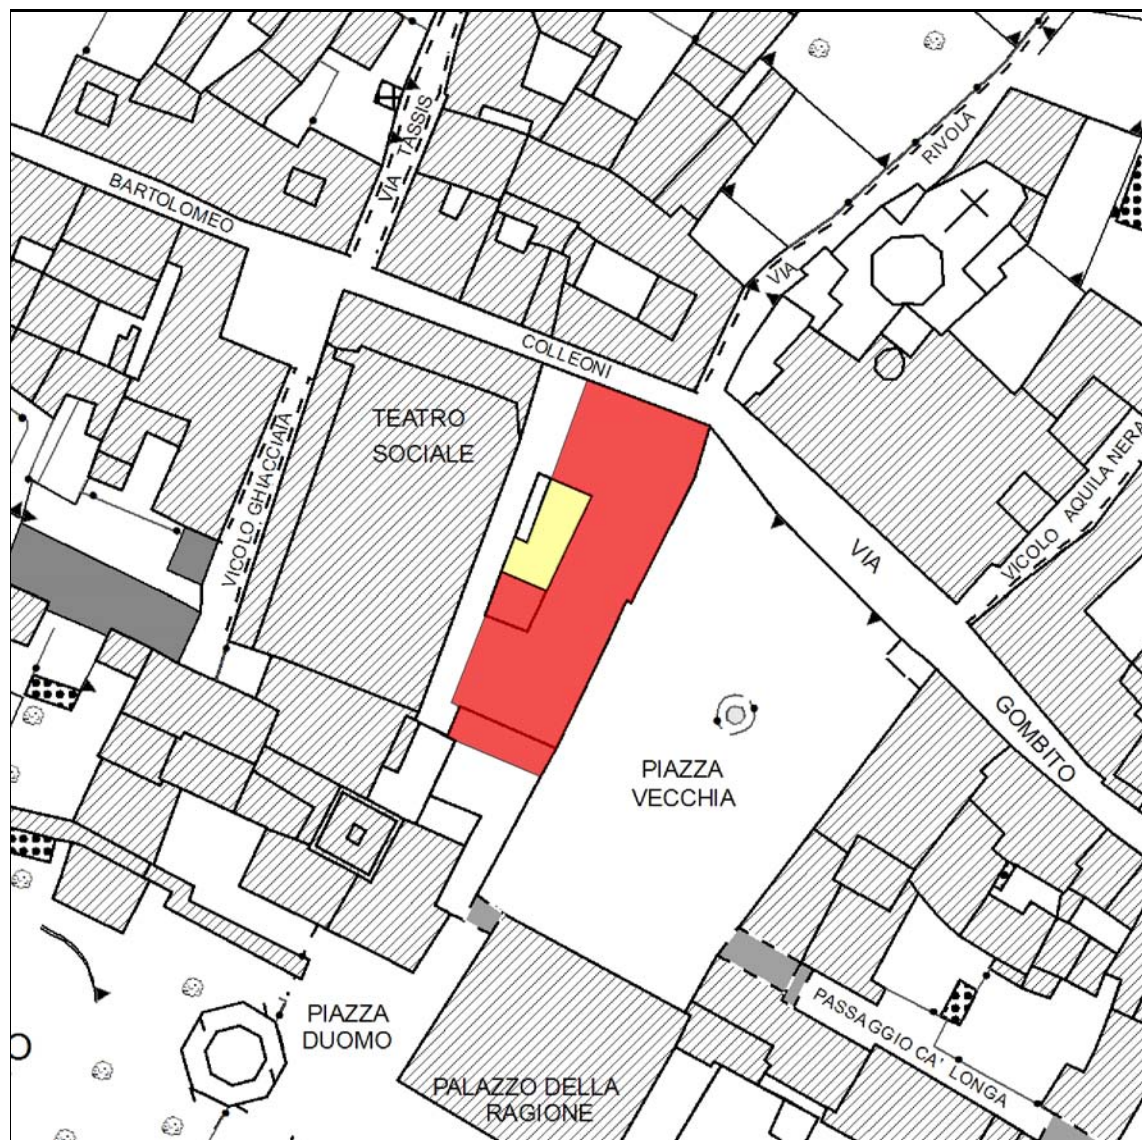 BARTOLOMEO
VIA TASSIS
VIA
RIVOLA
COLLEONI
TEATRO
SOCIALE
VICOLO GHIACCIATA
VIA
GOMBITO
VICOLO AQUILA NERA
PIAZZA
VECCHIA
PIAZZA
DUOMO
PASSAGGIO CA' LONGA
PALAZZO DELLA
RAGIONE
O